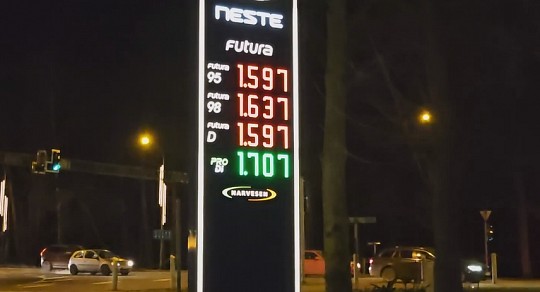 NESTE
Futura
Futura 95 1.597
Futura 98 1.637
Futura D 1.597
PRO DI 1.707
NARVESEN